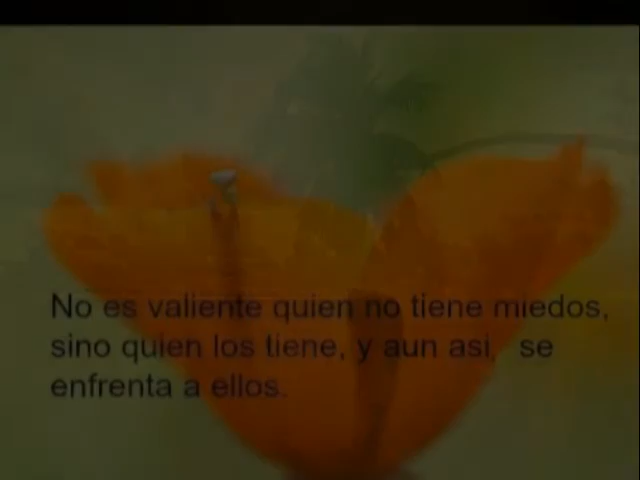 No es valiente quien no tiene miedos,
sino quien los tiene, y aun asi, se
enfrenta a ellos.